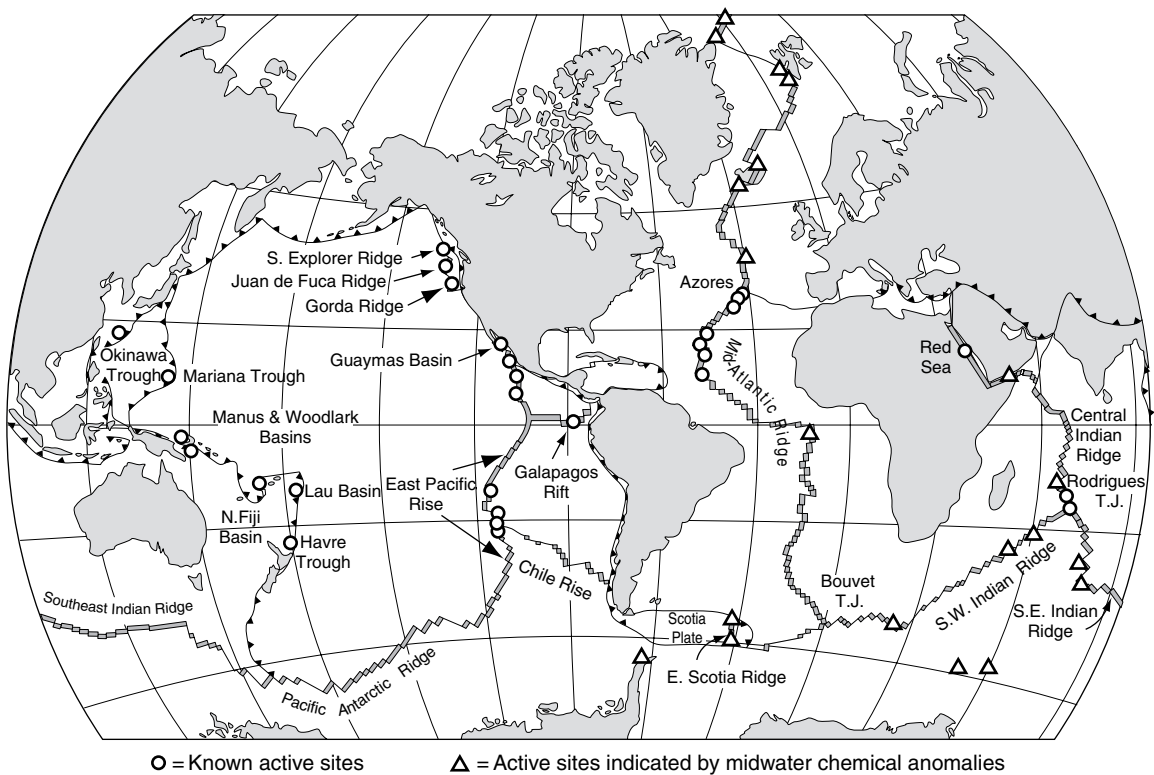 S. Explorer Ridge
Juan de Fuca Ridge
Gorda Ridge
Azores
Okinawa
Trough
Mariana Trough
Guaymas Basin
Mid-Atlantic Ridge
Red
Sea
Manus & Woodlark
Basins
Central
Indian
Ridge
Galapagos
Rift
East Pacific
Rise
Lau Basin
N.Fiji
Basin
Havre
Trough
Rodrigues
T.J.
Chile Rise
Bouvet
T.J.
S.W. Indian Ridge
S.E. Indian
Ridge
Southeast Indian Ridge
Scotia
Plate
E. Scotia Ridge
Pacific Antarctic Ridge
= Known active sites
= Active sites indicated by midwater chemical anomalies